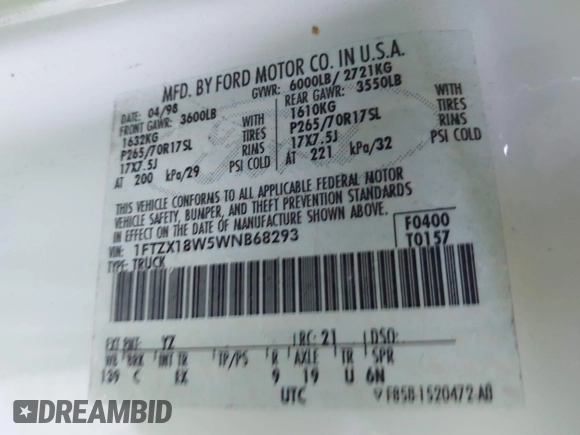 MFD. BY FORD MOTOR CO. IN U.S.A.
DATE: 04/98 GVWR: 6000LB/ 2721KG
FRONT GAWR: 3600LB REAR GAWR: 3550LB
1632KG WITH 1610KG WITH
P265/70R17SL TIRES P265/70R17SL TIRES
17X7.5J RIMS 17X7.5J RIMS
AT 200 kPa/29 PSI COLD AT 221 kPa/32 PSI COLD
THIS VEHICLE CONFORMS TO ALL APPLICABLE FEDERAL MOTOR
VEHICLE SAFETY, BUMPER, AND THEFT PREVENTION STANDARDS
IN EFFECT ON THE DATE OF MANUFACTURE SHOWN ABOVE.
VIN: 1FTZX18W5WNB68293 F0400
TYPE: TRUCK T0157
EXT PNT: YZ RC: 21 DSO:
WB BRK INT TR TP/PS R AXLE TR SPR
139 C EX 9 19 U 6N
UTC F85B-1520472-AD
DREAMBID